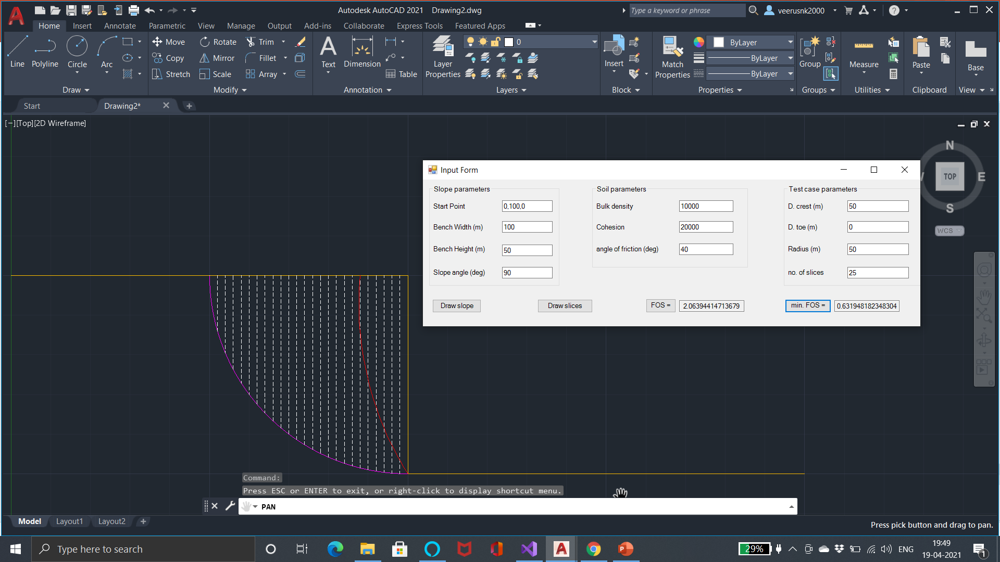 Autodesk AutoCAD 2021 Drawing2.dwg
Type a keyword or phrase
veerusnk2000
Home Insert Annotate Parametric View Manage Output Add-ins Collaborate Express Tools Featured Apps
Line Polyline Circle Arc
Move Rotate Trim
Copy Mirror Fillet
Stretch Scale Array
Text Dimension Table
Layer Properties
0
Insert
Match Properties
ByLayer
ByLayer
ByLayer
Group
Measure
Paste
Base
Draw Modify Annotation Layers Block Properties Groups Utilities Clipboard View
Start Drawing2*
[−][Top][2D Wireframe]
N
TOP
E
S
WCS
Input Form
Slope parameters Soil parameters Test case parameters
Start Point 0,100,0 Bulk density 10000 D. crest (m) 50
Bench Width (m) 100 Cohesion 20000 D. toe (m) 0
Bench Height (m) 50 angle of friction (deg) 40 Radius (m) 50
Slope angle (deg) 90 no. of slices 25
Draw slope Draw slices FOS = 2.06394414713679 min. FOS = 0.631948182348304
Command:
Press ESC or ENTER to exit, or right-click to display shortcut menu.
PAN
Model Layout1 Layout2
Press pick button and drag to pan.
Type here to search
29%
ENG
19:49
19-04-2021
1